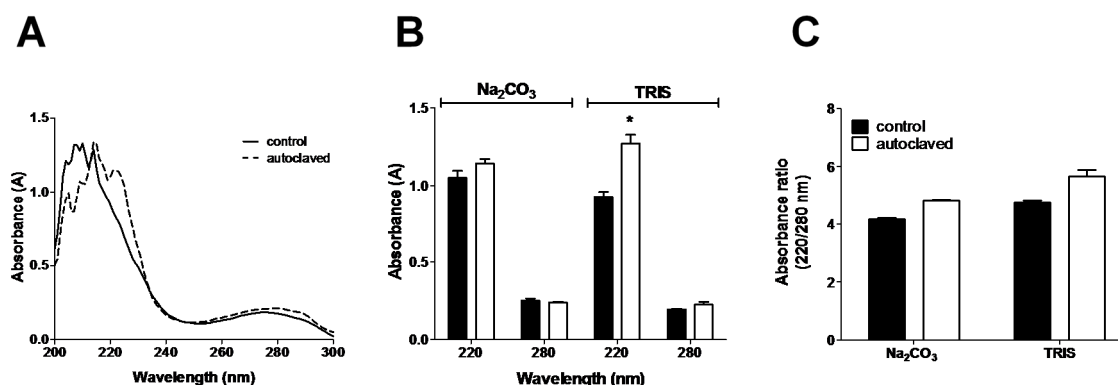 A
1.5
1.0
0.5
0.0
Absorbance (A)
control
autoclaved
200 220 240 260 280 300
Wavelength (nm)
B
Na₂CO₃ TRIS
1.5
1.0
0.5
0.0
Absorbance (A)
*
220 280 220 280
Wavelength (nm)
C
8
6
4
2
0
Absorbance ratio
(220/280 nm)
control
autoclaved
Na₂CO₃ TRIS